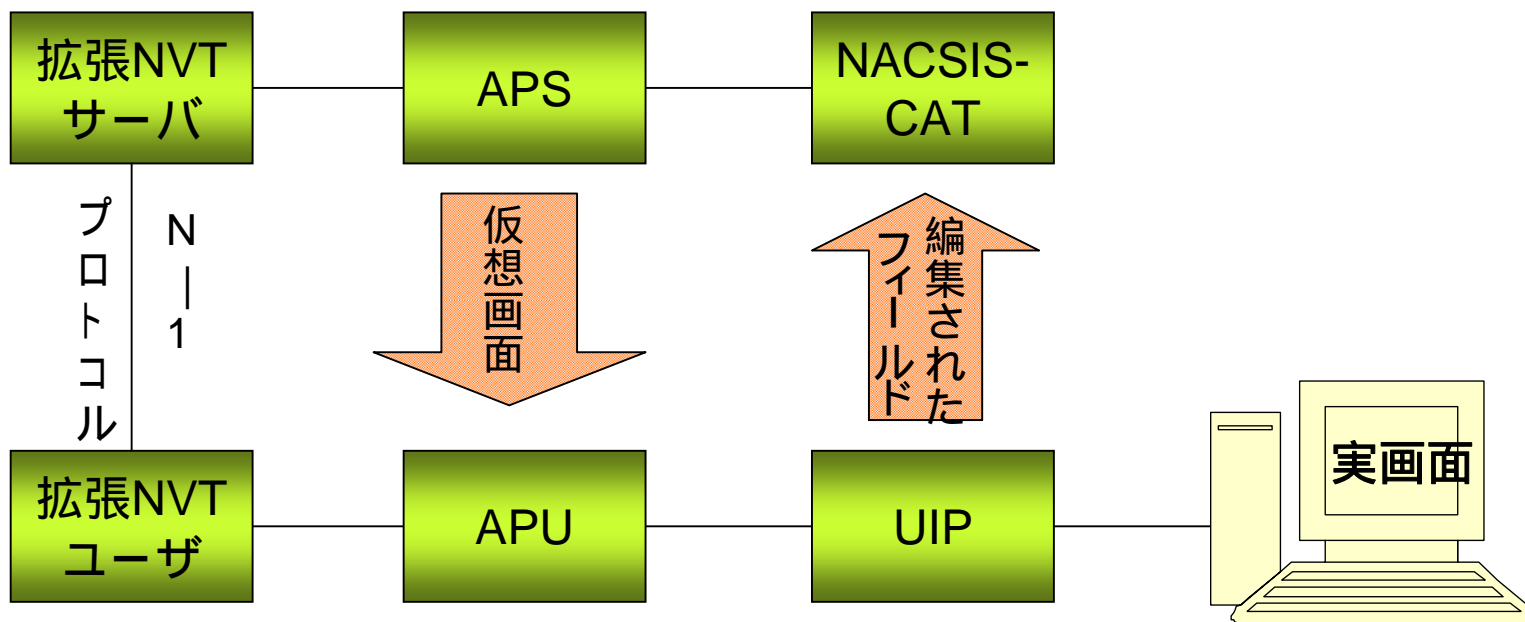 拡張NVT
サーバ
APS
NACSIS-
CAT
プロトコル
N|1
仮想画面
編集された
フィールド
拡張NVT
ユーザ
APU
UIP
実画面